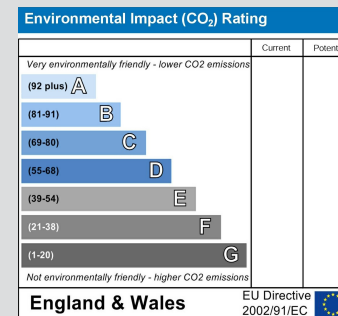 Environmental Impact (CO₂) Rating
Current
Very environmentally friendly - lower CO2 emissions
(92 plus) A
(81-91) B
(69-80) C
(55-68) D
(39-54) E
(21-38) F
(1-20) G
Not environmentally friendly - higher CO2 emissions
England & Wales
EU Directive
2002/91/EC